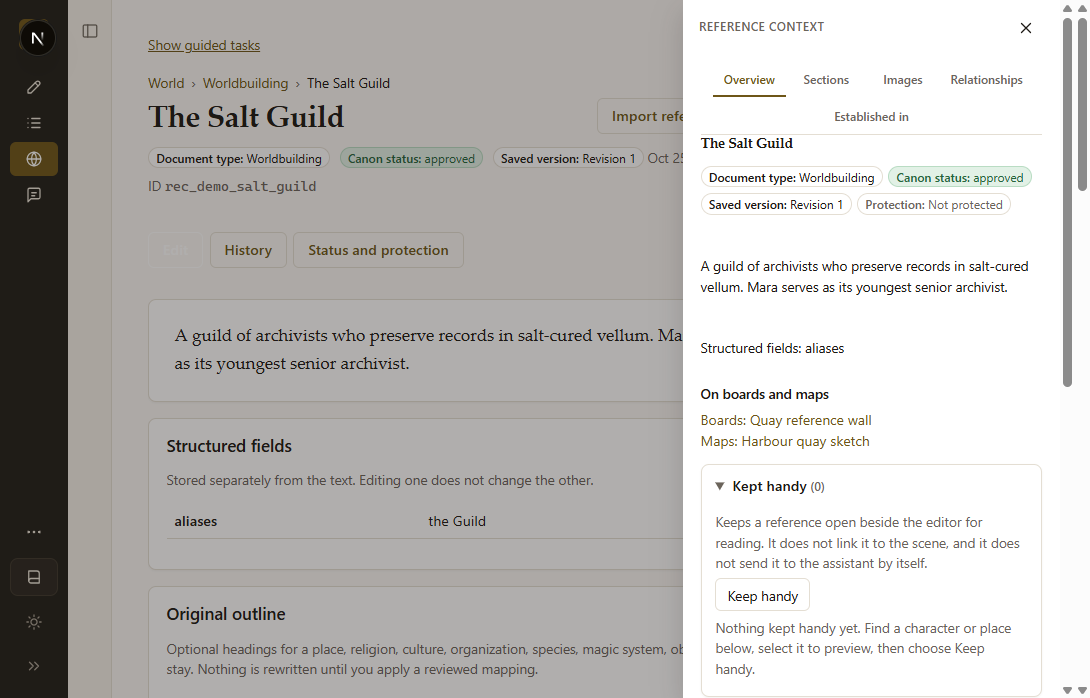 N
Show guided tasks
World › Worldbuilding › The Salt Guild
The Salt Guild
Import refe
Document type: Worldbuilding
Canon status: approved
Saved version: Revision 1
Oct 25
ID rec_demo_salt_guild
Edit
History
Status and protection
A guild of archivists who preserve records in salt-cured vellum. Ma
as its youngest senior archivist.
Structured fields
Stored separately from the text. Editing one does not change the other.
aliases
the Guild
Original outline
Optional headings for a place, religion, culture, organization, species, magic system, ob
stay. Nothing is rewritten until you apply a reviewed mapping.
REFERENCE CONTEXT
Overview
Sections
Images
Relationships
Established in
The Salt Guild
Document type: Worldbuilding
Canon status: approved
Saved version: Revision 1
Protection: Not protected
A guild of archivists who preserve records in salt-cured
vellum. Mara serves as its youngest senior archivist.
Structured fields: aliases
On boards and maps
Boards: Quay reference wall
Maps: Harbour quay sketch
Kept handy (0)
Keeps a reference open beside the editor for
reading. It does not link it to the scene, and it does
not send it to the assistant by itself.
Keep handy
Nothing kept handy yet. Find a character or place
below, select it to preview, then choose Keep
handy.